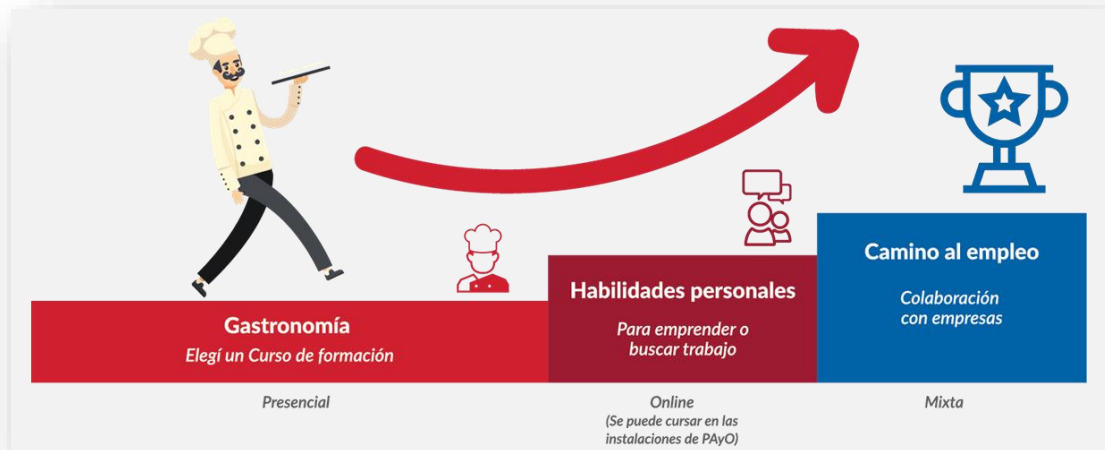 Gastronomía
Elegí un Curso de formación
Presencial
Habilidades personales
Para emprender o
buscar trabajo
Online
(Se puede cursar en las
instalaciones de PAyO)
Camino al empleo
Colaboración
con empresas
Mixta